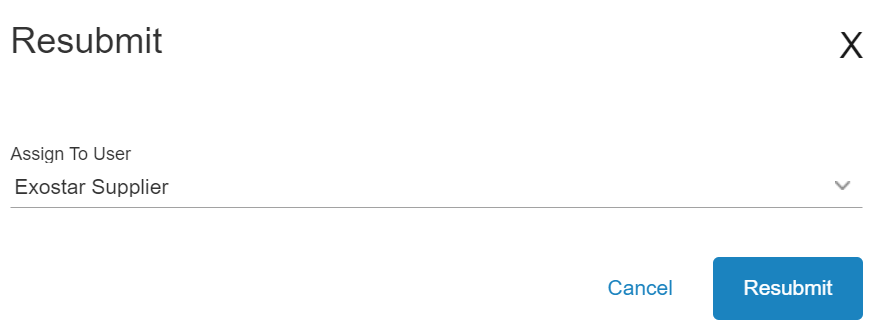 Resubmit
X
Assign To User
Exostar Supplier
Cancel
Resubmit